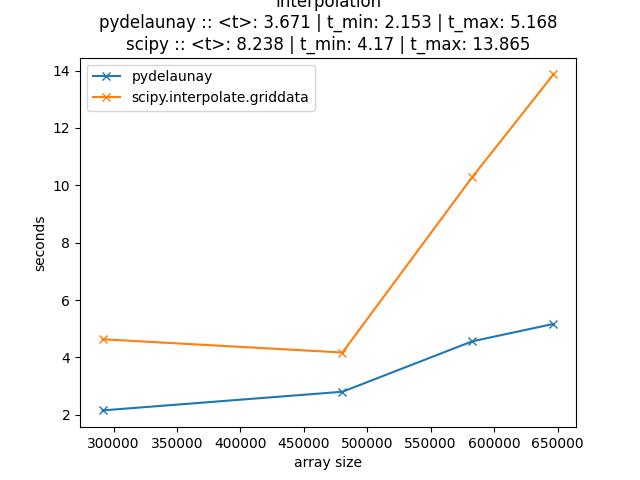 Interpolation
pydelaunay :: <t>: 3.671 | t_min: 2.153 | t_max: 5.168
scipy :: <t>: 8.238 | t_min: 4.17 | t_max: 13.865
pydelaunay
scipy.interpolate.griddata
14
12
10
8
6
4
2
seconds
300000 350000 400000 450000 500000 550000 600000 650000
array size